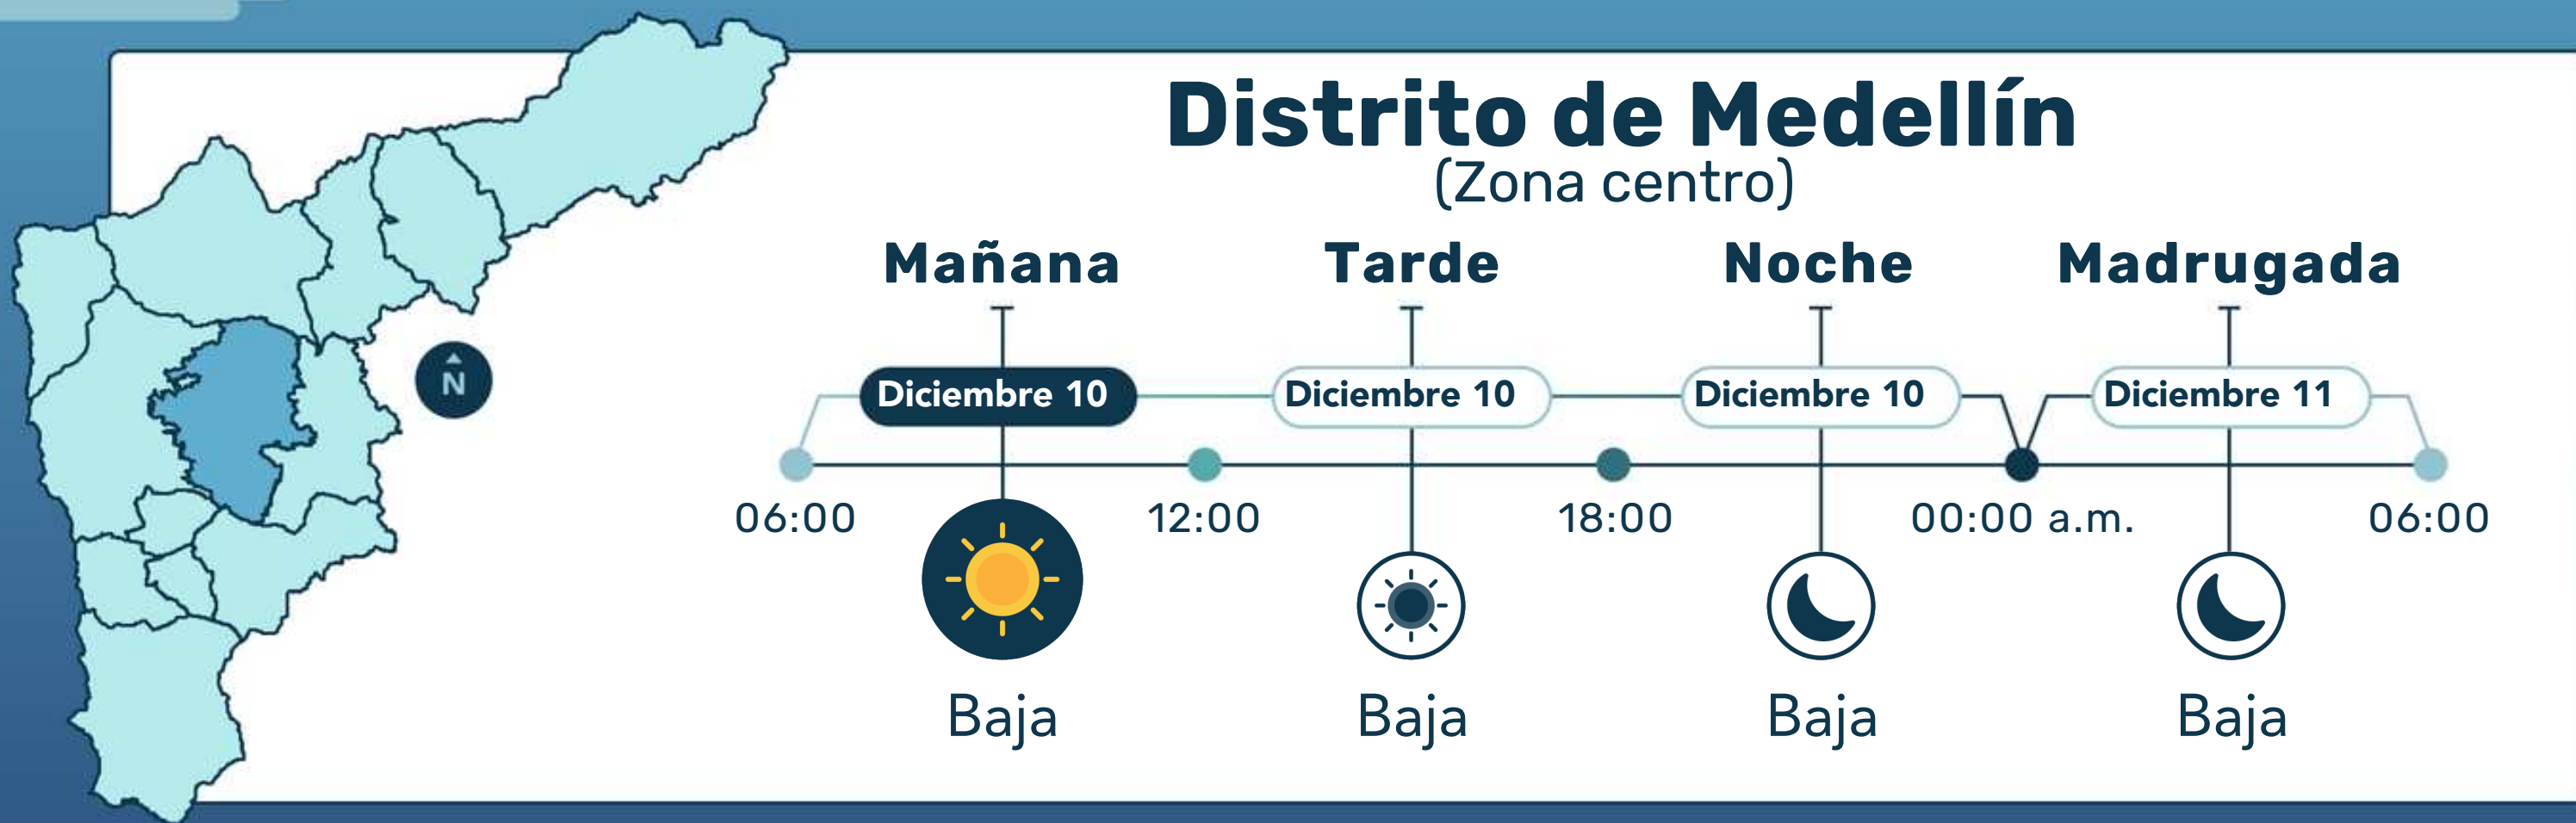 Distrito de Medellín
(Zona centro)
Mañana Tarde Noche Madrugada
N
Diciembre 10 Diciembre 10 Diciembre 10 Diciembre 11
06:00 12:00 18:00 00:00 a.m. 06:00
Baja Baja Baja Baja